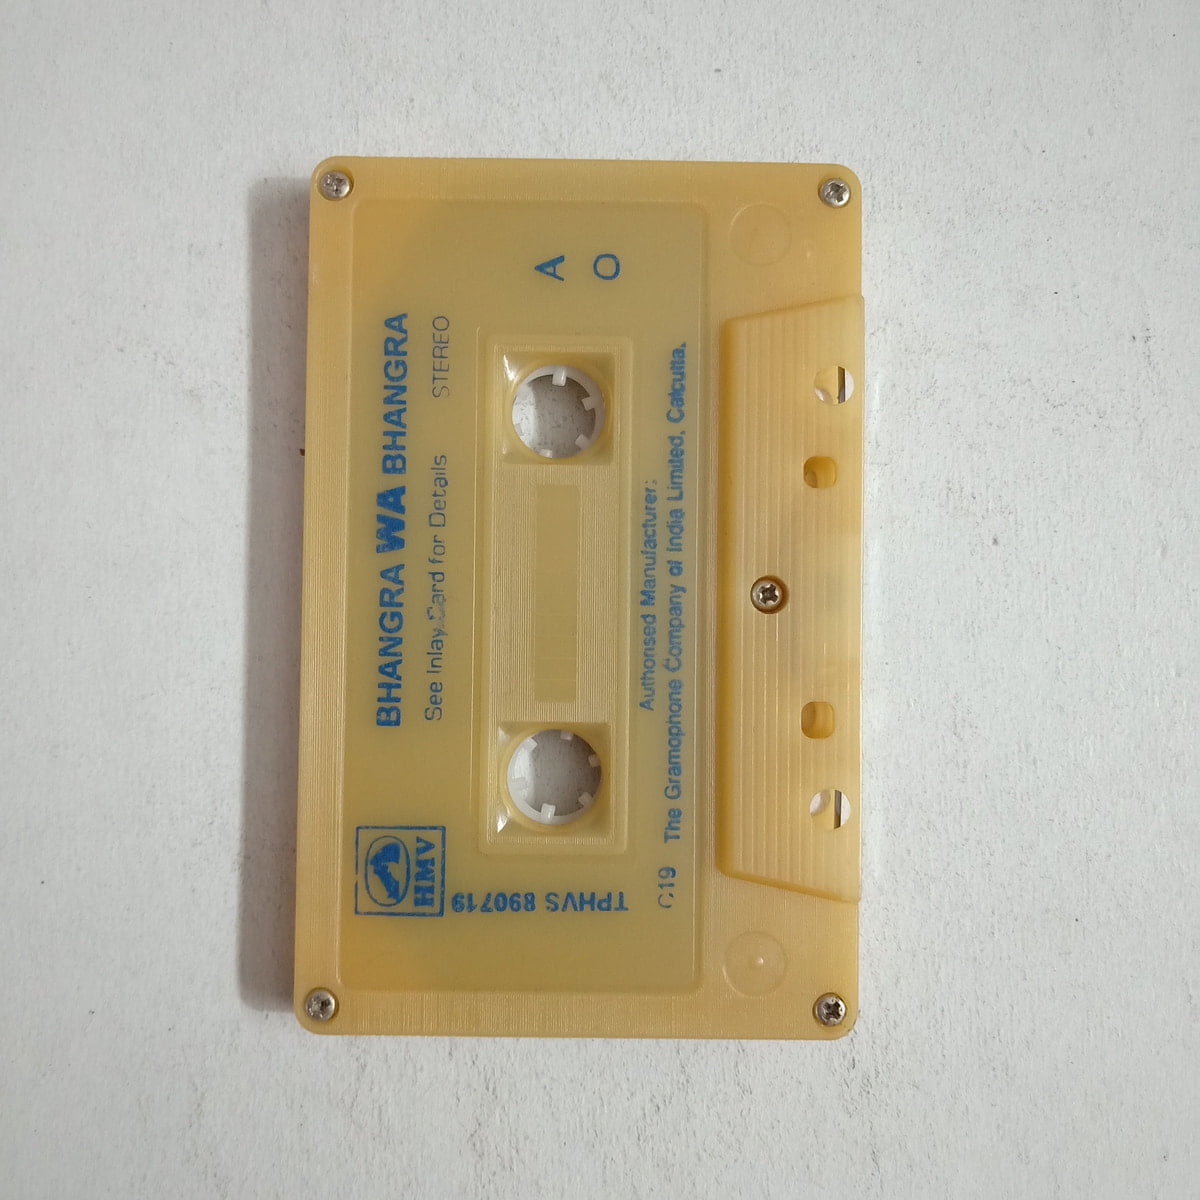 BHANGRA WA BHANGRA
See Inlay Card for Details STEREO
A
O
HMV
TPHVS 890719
Authorised Manufacturer:
C19 The Gramophone Company of India Limited, Calcutta.